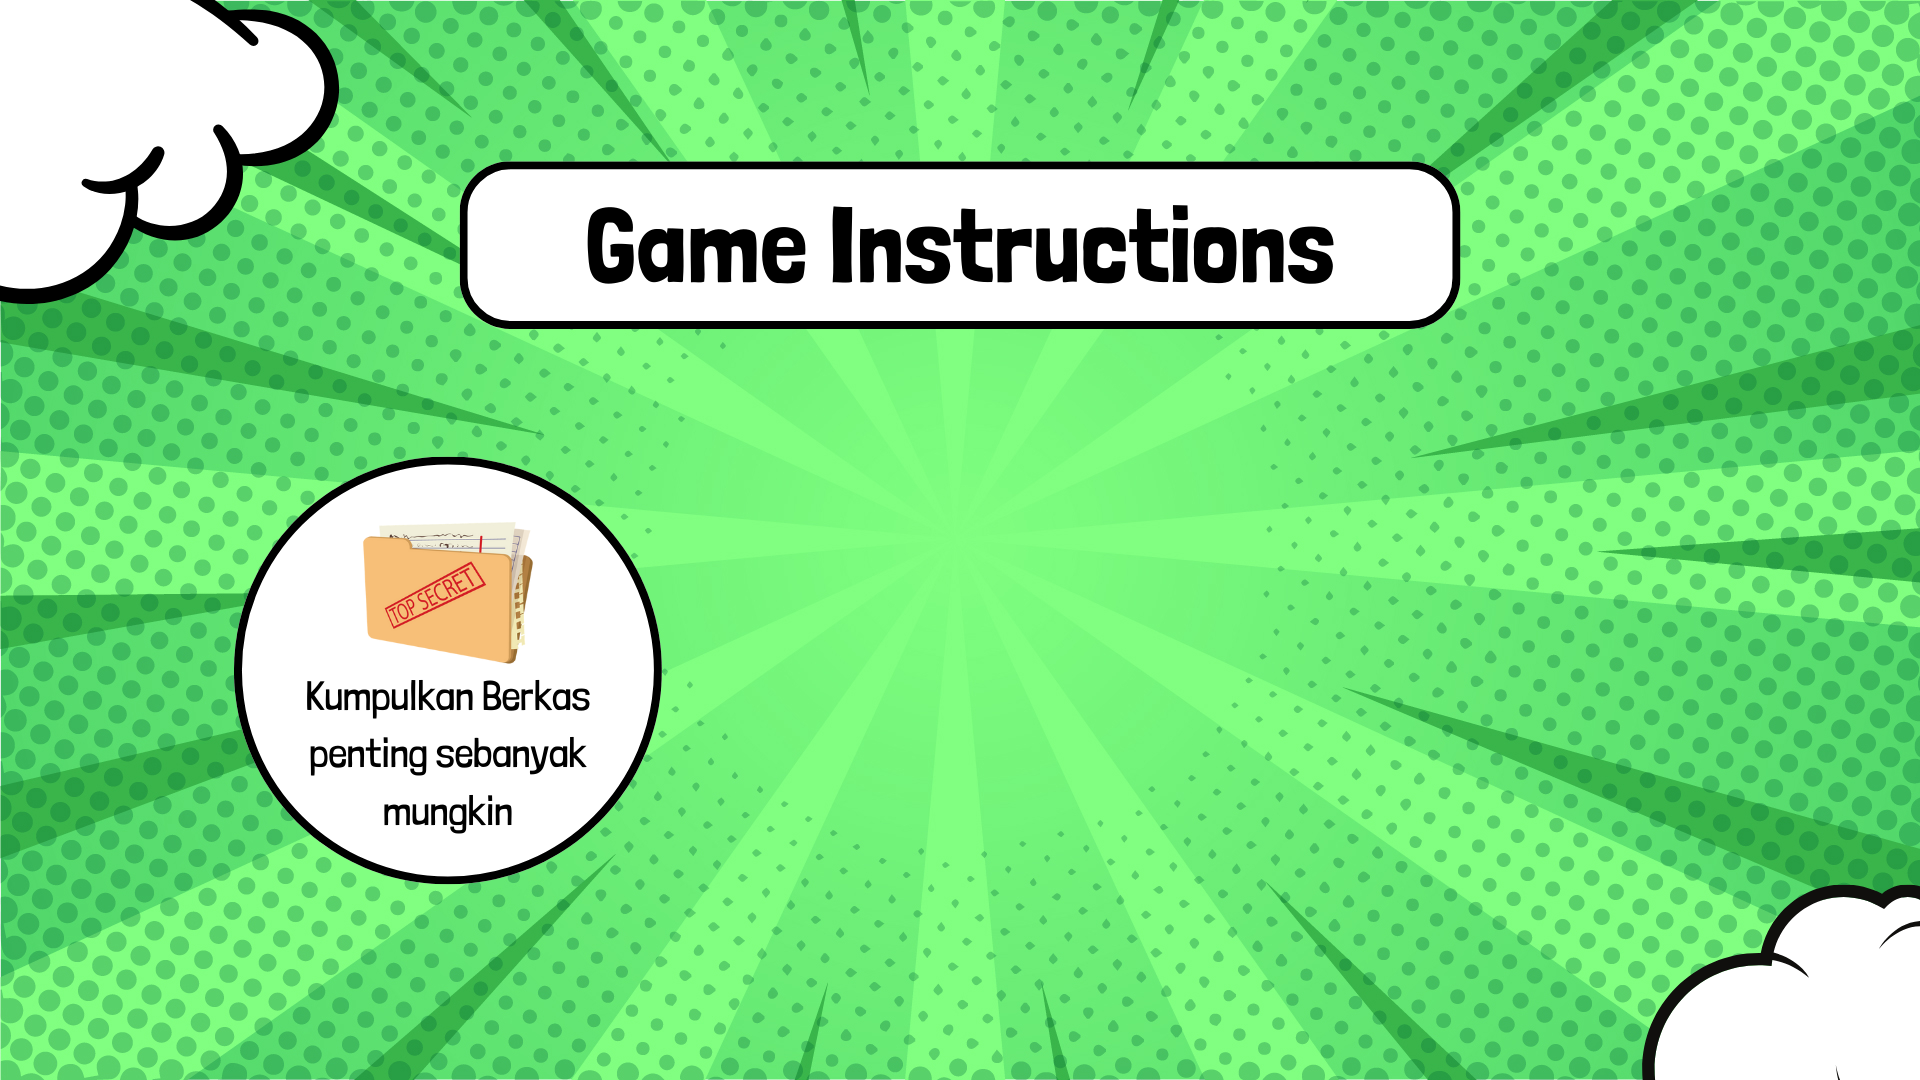 Game Instructions
TOP SECRET
Kumpulkan Berkas
penting sebanyak
mungkin